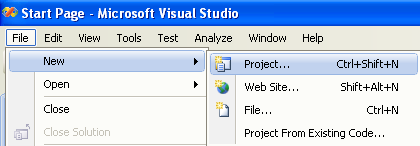 Start Page - Microsoft Visual Studio
File Edit View Tools Test Analyze Window Help
New Project... Ctrl+Shift+N
Open Web Site... Shift+Alt+N
Close File... Ctrl+N
Close Solution Project From Existing Code...